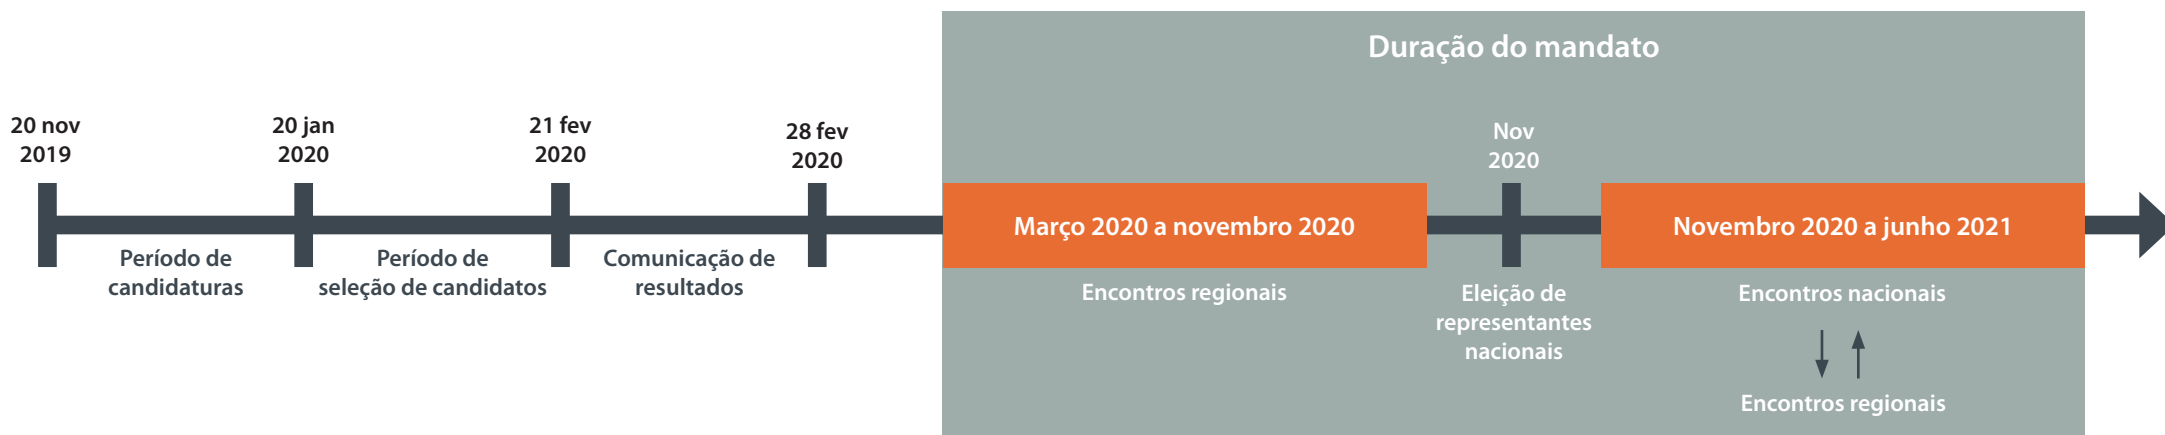 Duração do mandato
20 nov
2019
20 jan
2020
21 fev
2020
28 fev
2020
Nov
2020
Março 2020 a novembro 2020
Novembro 2020 a junho 2021
Período de
candidaturas
Período de
seleção de candidatos
Comunicação de
resultados
Encontros regionais
Eleição de
representantes
nacionais
Encontros nacionais
Encontros regionais